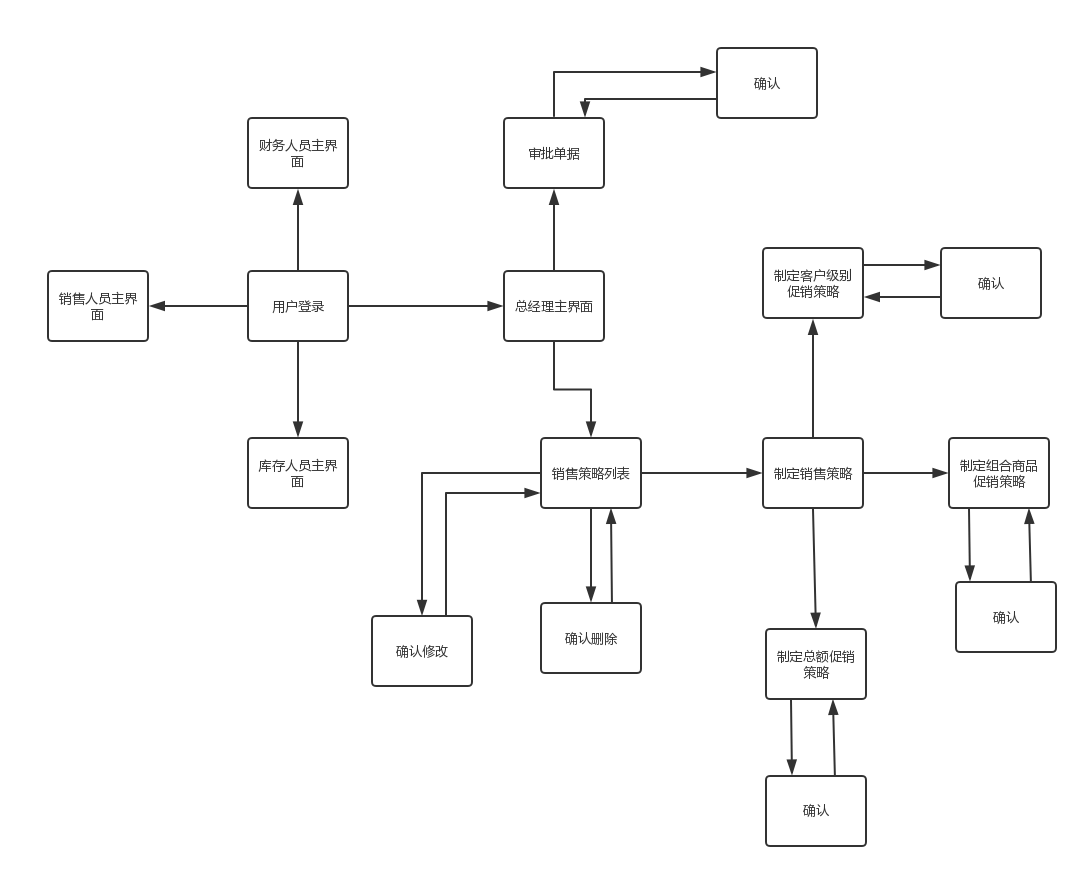 确认
财务人员主界
面
审批单据
销售人员主界
面
用户登录
总经理主界面
制定客户级别
促销策略
确认
库存人员主界
面
销售策略列表
制定销售策略
制定组合商品
促销策略
确认修改
确认删除
确认
制定总额促销
策略
确认